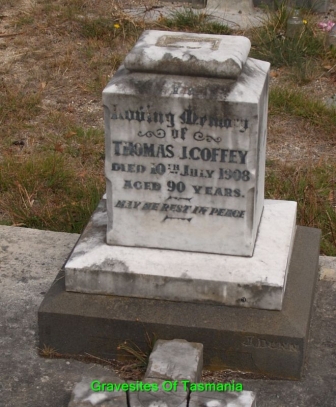 Loving Memory
of
THOMAS J. COFFEY
DIED 10TH JULY 1908
AGED 90 YEARS.
MAY HE REST IN PEACE
Gravesites Of Tasmania